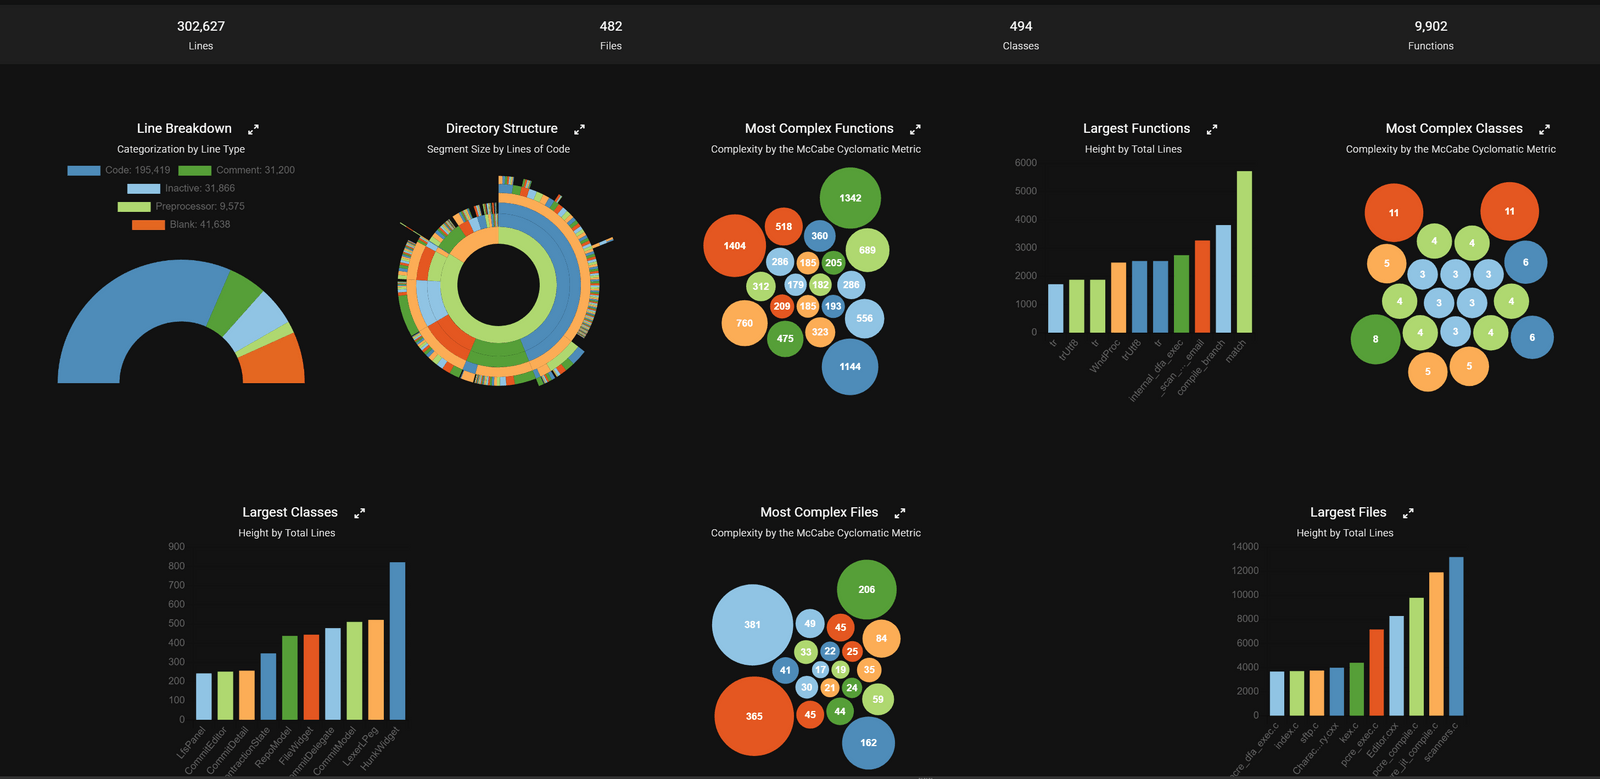 302,627
Lines
482
Files
494
Classes
9,902
Functions
Line Breakdown
Categorization by Line Type
Code: 195,419 Comment: 31,200
Inactive: 31,866
Preprocessor: 9,575
Blank: 41,638
Directory Structure
Segment Size by Lines of Code
Most Complex Functions
Complexity by the McCabe Cyclomatic Metric
1342
518
360
1404
689
286
185
205
312
179
182
286
209
185
193
760
323
556
475
1144
Largest Functions
Height by Total Lines
6000
5000
4000
3000
2000
1000
0
tr
trUtf8
tr
WndProc
trUtf8
tr
internal_dfa_exec
_scan_..._email
compile_branch
match
Most Complex Classes
Complexity by the McCabe Cyclomatic Metric
11
11
4
4
5
6
3
3
3
4
3
3
4
8
4
3
4
6
5
5
Largest Classes
Height by Total Lines
900
800
700
600
500
400
300
200
100
0
LfsPanel
CommitEditor
CommitDetail
ontractionState
RepoModel
FileWidget
ommitDelegate
CommitModel
LexerLPeg
HunkWidget
Most Complex Files
Complexity by the McCabe Cyclomatic Metric
206
381
49
45
84
33
22
25
41
17
19
35
30
21
24
59
365
45
44
162
Largest Files
Height by Total Lines
14000
12000
10000
8000
6000
4000
2000
0
cre_dfa_exec.c
index.c
sftp.c
Charac...ry.cxx
kex.c
pcre_exec.c
Editor.cxx
pcre_compile.c
re_jit_compile.c
scanners.c